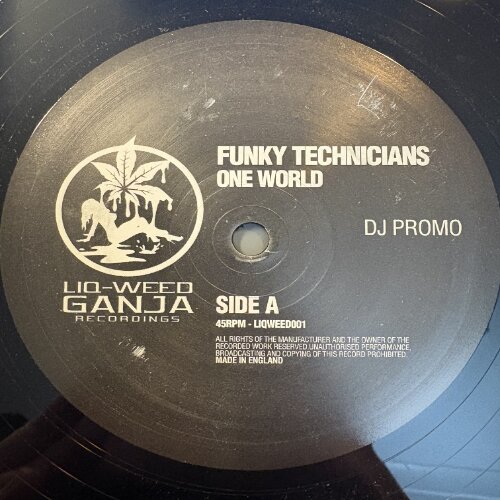 FUNKY TECHNICIANS
ONE WORLD
DJ PROMO
LIQ-WEED
GANJA
RECORDINGS
SIDE A
45RPM - LIQWEED001
ALL RIGHTS OF THE MANUFACTURER AND THE OWNER OF THE
RECORDED WORK RESERVED.UNAUTHORISED PERFORMANCE,
BROADCASTING AND COPYING OF THIS RECORD PROHIBITED.
MADE IN ENGLAND